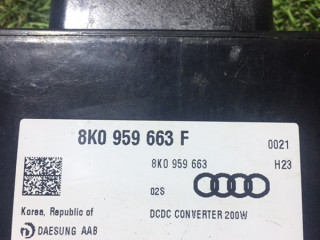 8K0 959 663 F
0021
8K0 959 663
H23
02S
Korea, Republic of
DCDC CONVERTER 200W
DAESUNG AAB